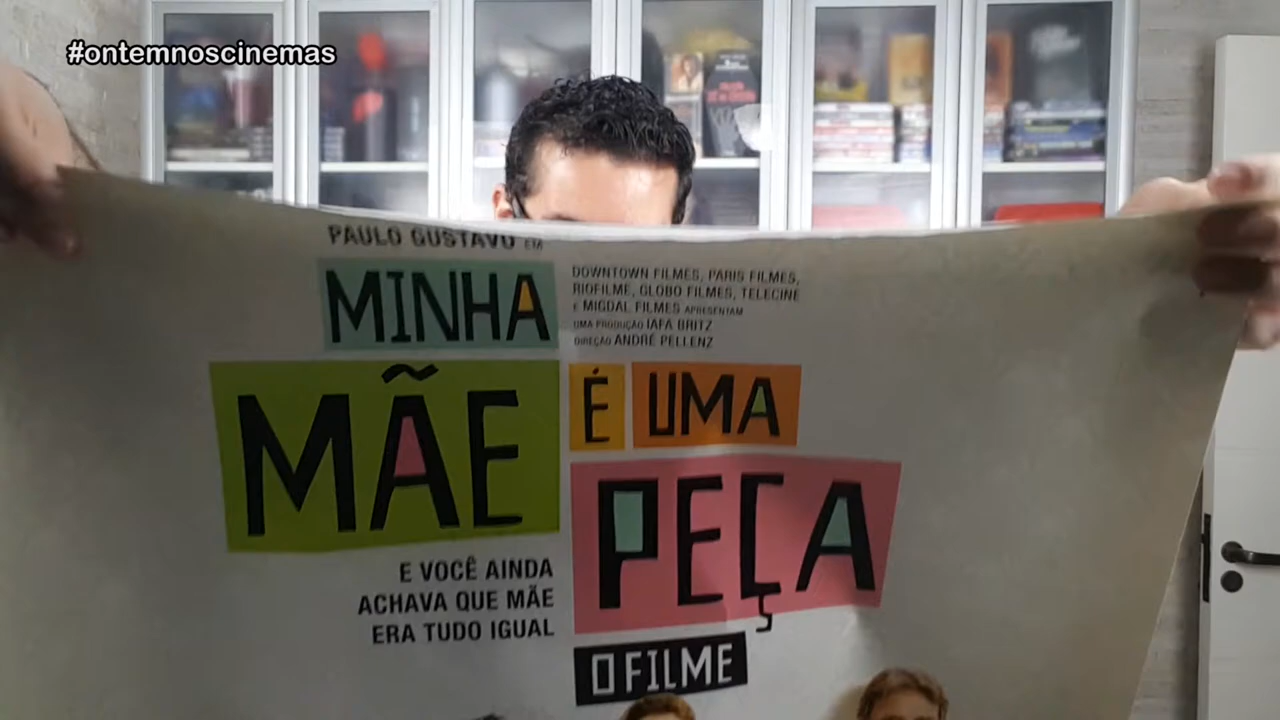 #ontemnoscinemas
PAULO GUSTAVO EM
MINHA
DOWNTOWN FILMES, PARIS FILMES,
RIOFILME, GLOBO FILMES, TELECINE
E MIGDAL FILMES APRESENTAM
UMA PRODUÇÃO IAFA BRITZ
DIREÇÃO ANDRÉ PELLENZ
MÃE
É UMA
PEÇA
E VOCÊ AINDA
ACHAVA QUE MÃE
ERA TUDO IGUAL
O FILME